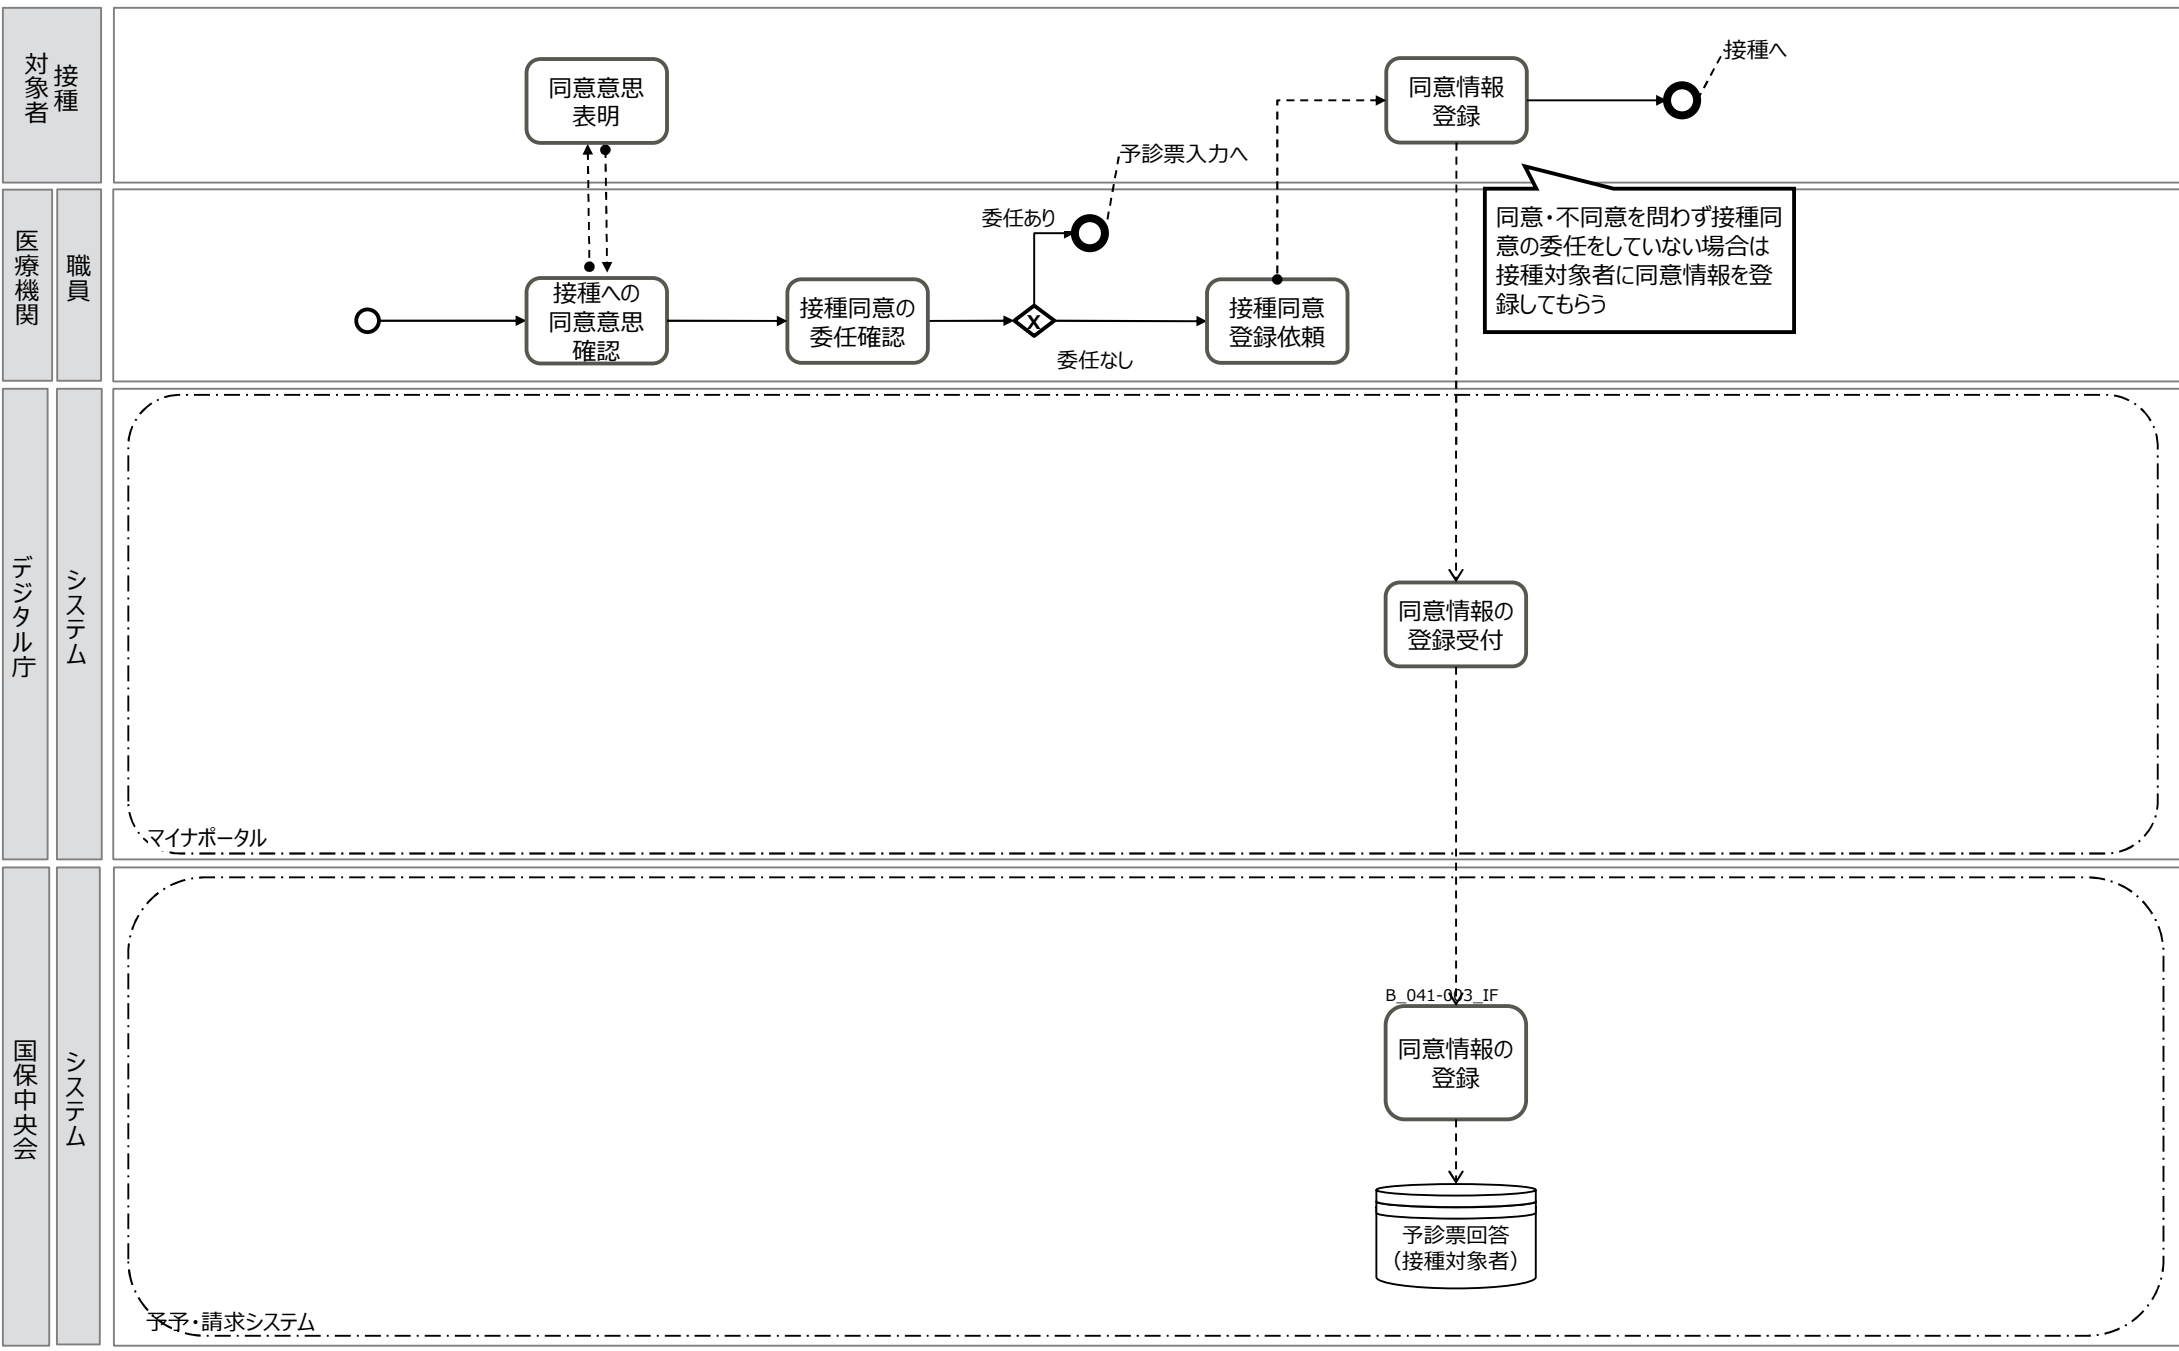 接種
対象者
同意意思
表明
同意情報
登録
接種へ
予診票入力へ
医療機関
職員
委任あり
接種への
同意意思
確認
接種同意の
委任確認
X
委任なし
接種同意
登録依頼
同意・不同意を問わず接種同
意の委任をしていない場合は
接種対象者に同意情報を登
録してもらう
デジタル庁
システム
同意情報の
登録受付
マイナポータル
国保中央会
システム
B_041-003_IF
同意情報の
登録
予診票回答
（接種対象者）
予予・請求システム